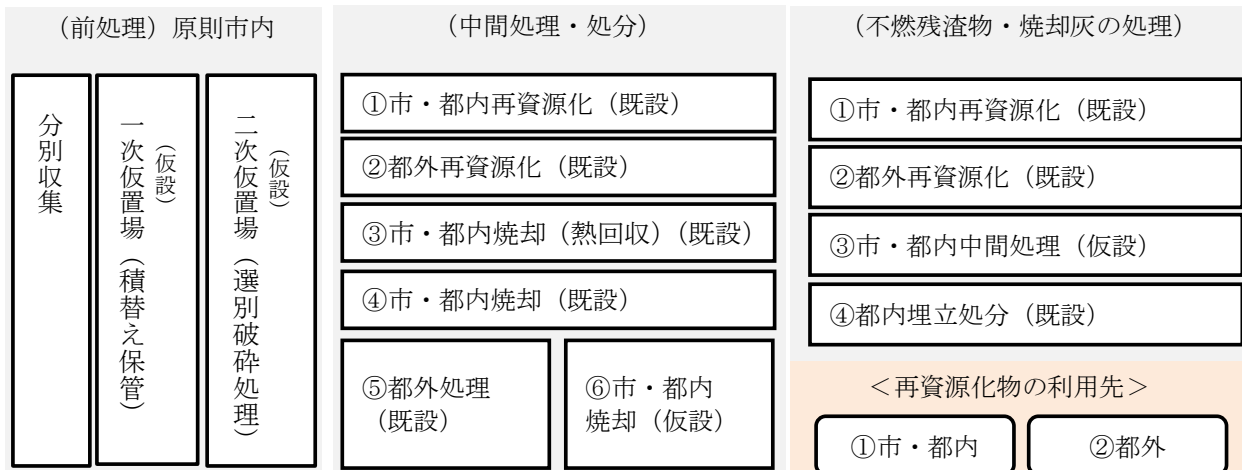 (前処理)原則市内
分別収集
一次仮置場(積替え保管)
(仮設)
二次仮置場(選別破砕処理)
(仮設)
(中間処理・処分)
①市・都内再資源化(既設)
②都外再資源化(既設)
③市・都内焼却(熱回収)(既設)
④市・都内焼却(既設)
⑤都外処理
(既設)
⑥市・都内
焼却(仮設)
(不燃残渣物・焼却灰の処理)
①市・都内再資源化(既設)
②都外再資源化(既設)
③市・都内中間処理(仮設)
④都内埋立処分(既設)
<再資源化物の利用先>
①市・都内
②都外